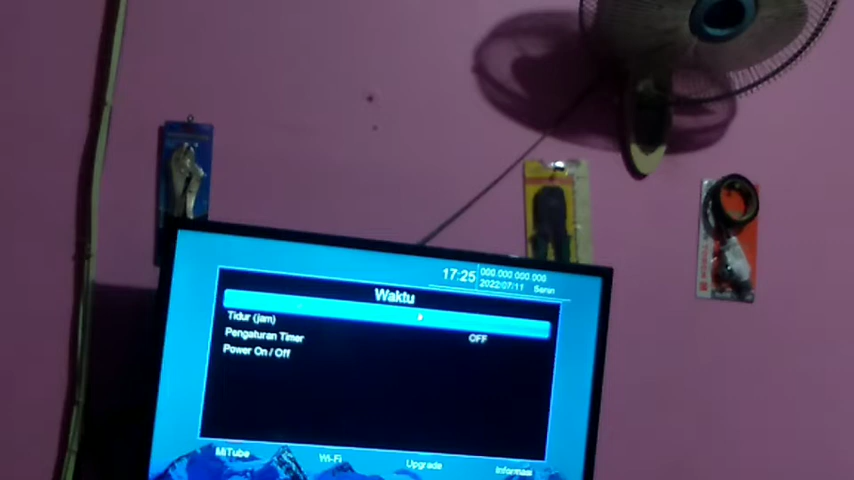 17:25
000.000.000.000
2022/07/11 Senin
Waktu
Tidur (jam)
Pengaturan Timer OFF
Power On / Off
MiTube Wi-Fi Upgrade Informasi